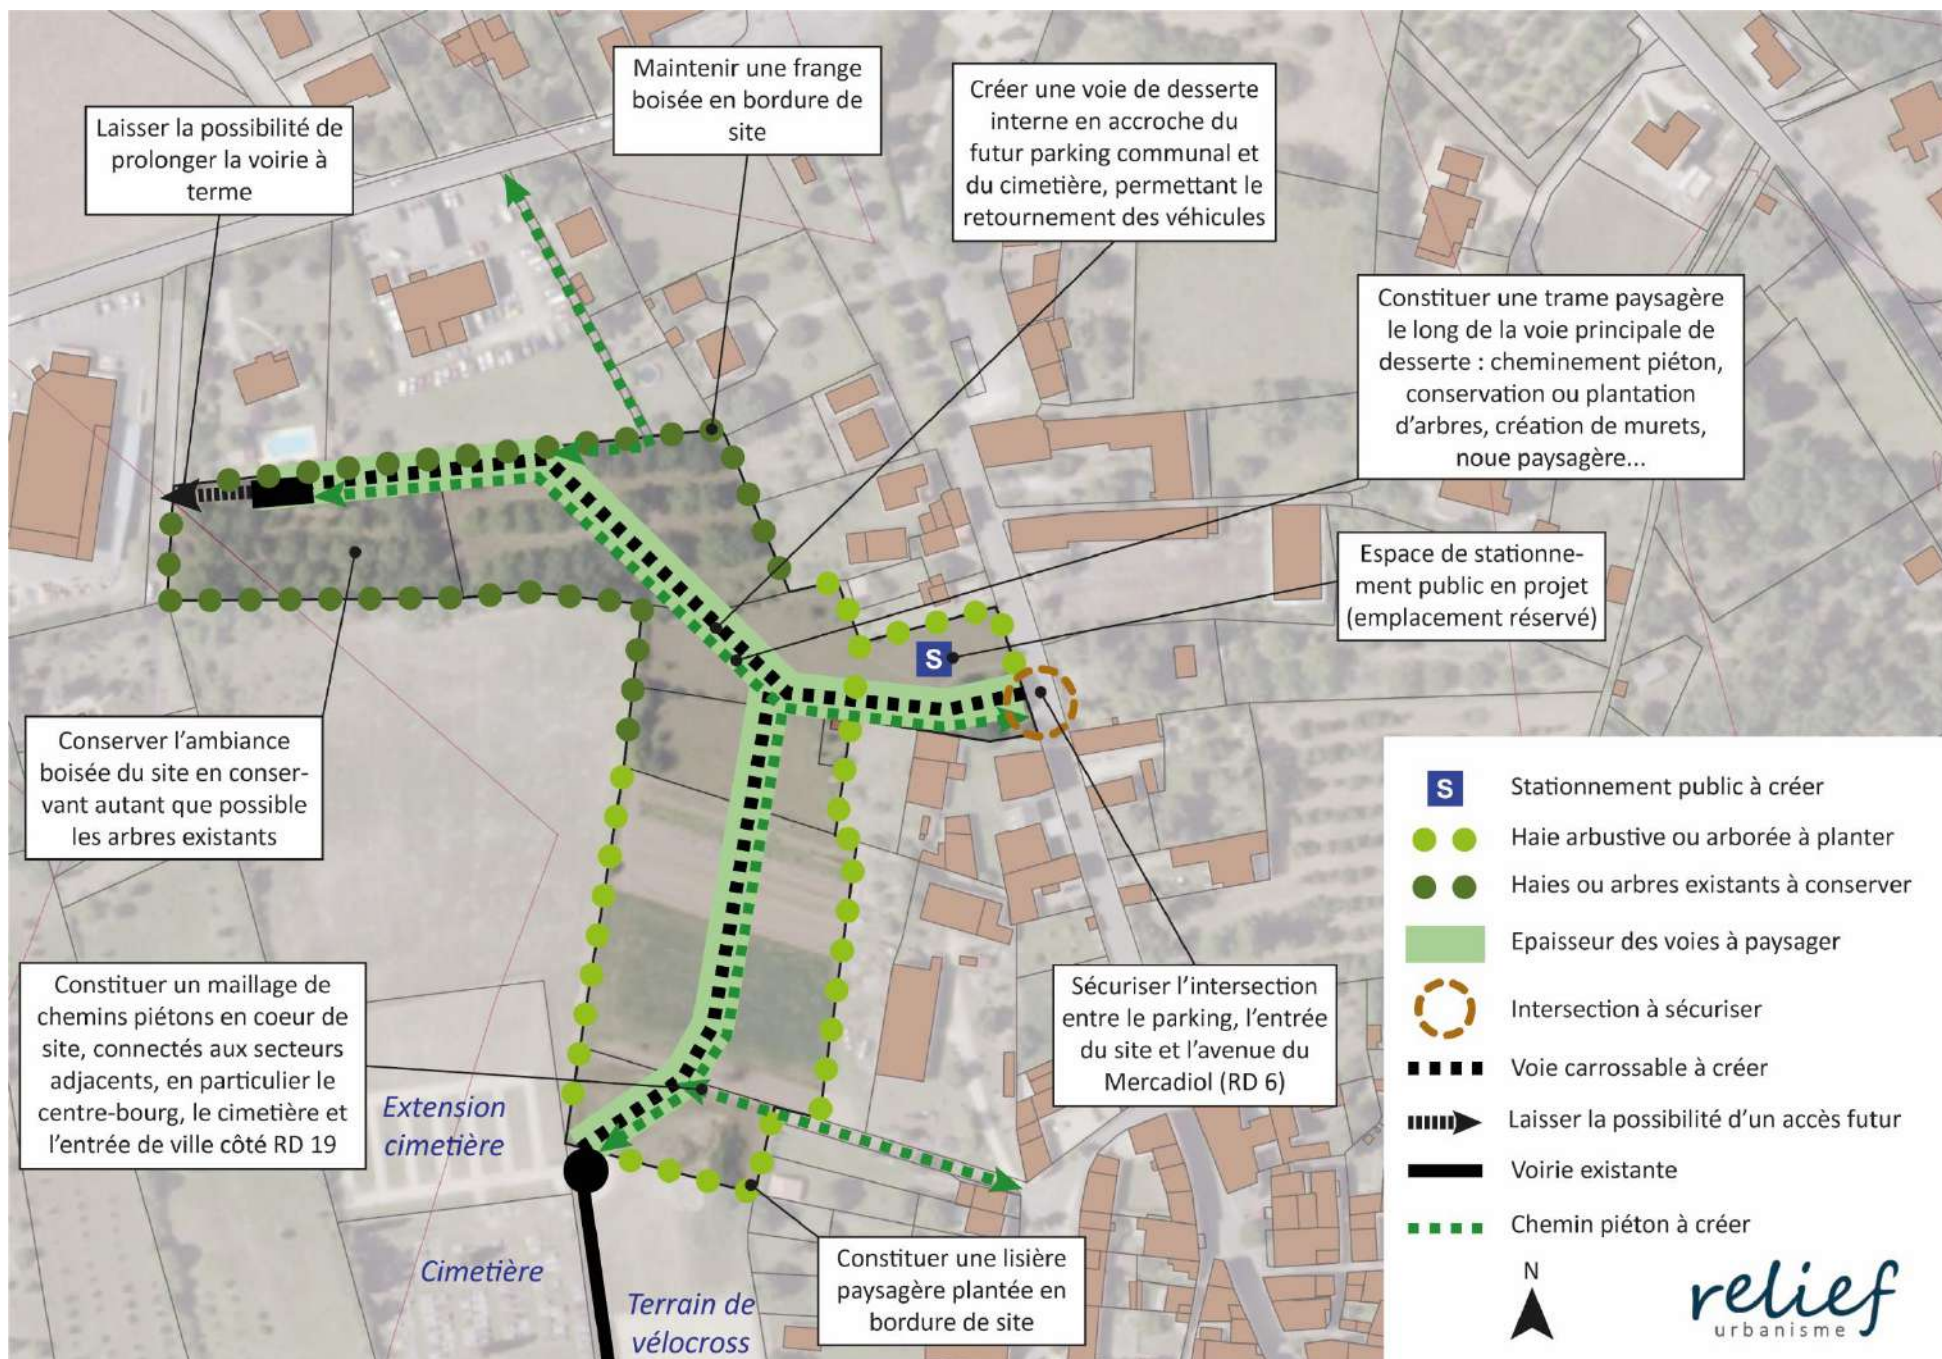 Maintenir une frange
boisée en bordure de
site
Créer une voie de desserte
interne en accroche du
futur parking communal et
du cimetière, permettant le
retournement des véhicules
Laisser la possibilité de
prolonger la voirie à
terme
Constituer une trame paysagère
le long de la voie principale de
desserte : cheminement piéton,
conservation ou plantation
d’arbres, création de murets,
noue paysagère...
Espace de stationne-
ment public en projet
(emplacement réservé)
S
Conserver l’ambiance
boisée du site en conser-
vant autant que possible
les arbres existants
Constituer un maillage de
chemins piétons en coeur de
site, connectés aux secteurs
adjacents, en particulier le
centre-bourg, le cimetière et
l’entrée de ville côté RD 19
Sécuriser l’intersection
entre le parking, l’entrée
du site et l’avenue du
Mercadiol (RD 6)
Extension
cimetière
Cimetière
Terrain de
vélocross
Constituer une lisière
paysagère plantée en
bordure de site
S
Stationnement public à créer
Haie arbustive ou arborée à planter
Haies ou arbres existants à conserver
Epaisseur des voies à paysager
Intersection à sécuriser
Voie carrossable à créer
Laisser la possibilité d’un accès futur
Voirie existante
Chemin piéton à créer
N
relief
urbanisme